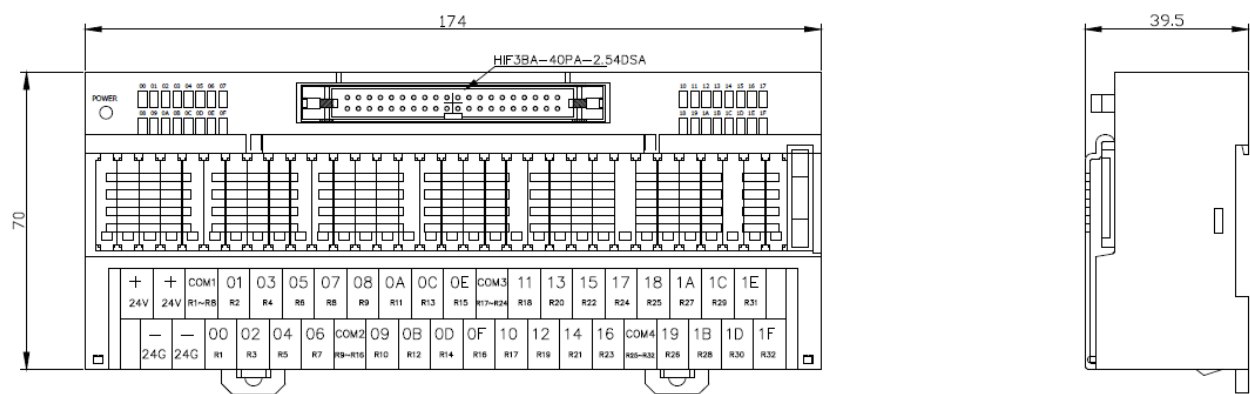 174
39.5
HIF3BA-40PA-2.54DSA
POWER
00 01 02 03 04 05 06 07
08 09 0A 0B 0C 0D 0E 0F
10 11 12 13 14 15 16 17
18 19 1A 1B 1C 1D 1E 1F
70
+ + COM1 01 03 05 07 08 0A 0C 0E COM3 11 13 15 17 18 1A 1C 1E
24V 24V R1~R8 R2 R4 R6 R8 R9 R11 R13 R15 R17~R24 R18 R20 R22 R24 R25 R27 R29 R31
- - 00 02 04 06 COM2 09 0B 0D 0F 10 12 14 16 COM4 19 1B 1D 1F
24G 24G R1 R3 R5 R7 R9~R16 R10 R12 R14 R16 R17 R19 R21 R23 R25~R32 R26 R28 R30 R32